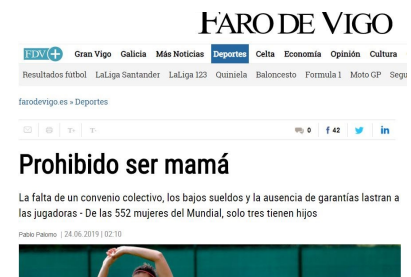 FARO DE VIGO
FDV(+ Gran Vigo Galicia Más Noticias Deportes Celta Economía Opinión Cultura
Resultados fútbol LaLiga Santander LaLiga 123 Quiniela Baloncesto Formula 1 Moto GP Segu
farodevigo.es » Deportes
T+ T- 0 f 42 in
Prohibido ser mamá
La falta de un convenio colectivo, los bajos sueldos y la ausencia de garantías lastran a
las jugadoras - De las 552 mujeres del Mundial, solo tres tienen hijos
Pablo Palomo | 24.06.2019 | 02:10